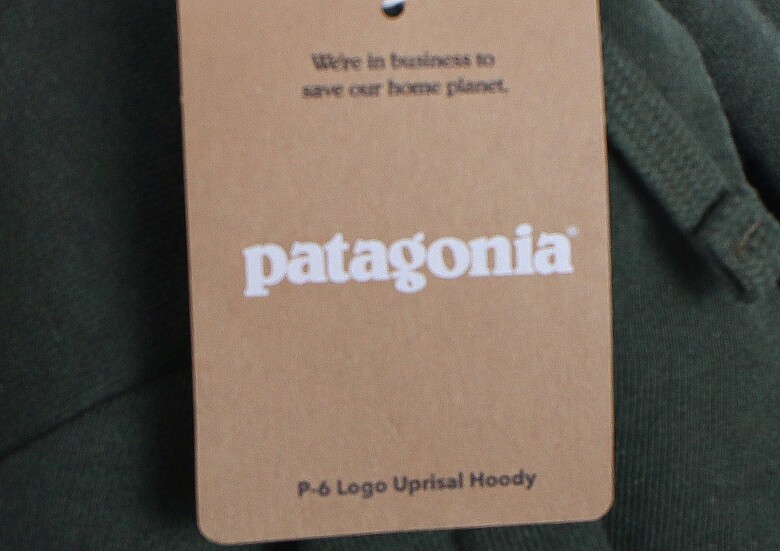 We're in business to
save our home planet.
patagonia®
P-6 Logo Uprisal Hoody